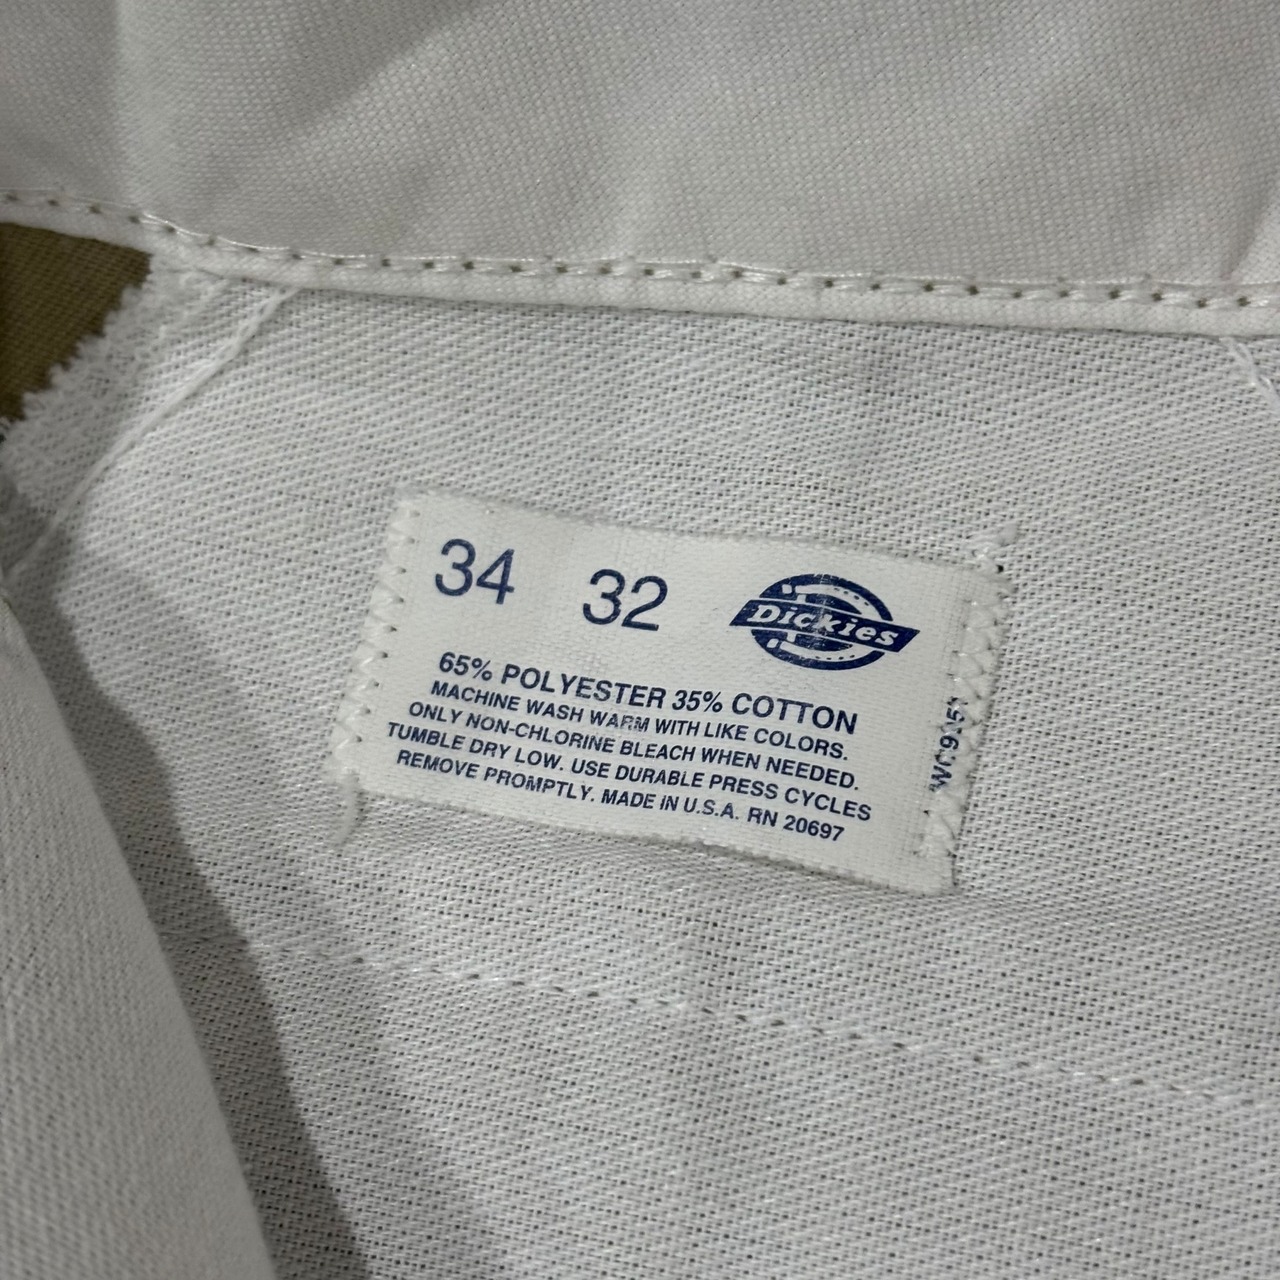 34 32 Dickies
65% POLYESTER 35% COTTON
MACHINE WASH WARM WITH LIKE COLORS.
ONLY NON-CHLORINE BLEACH WHEN NEEDED.
TUMBLE DRY LOW. USE DURABLE PRESS CYCLES
REMOVE PROMPTLY. MADE IN U.S.A. RN 20697